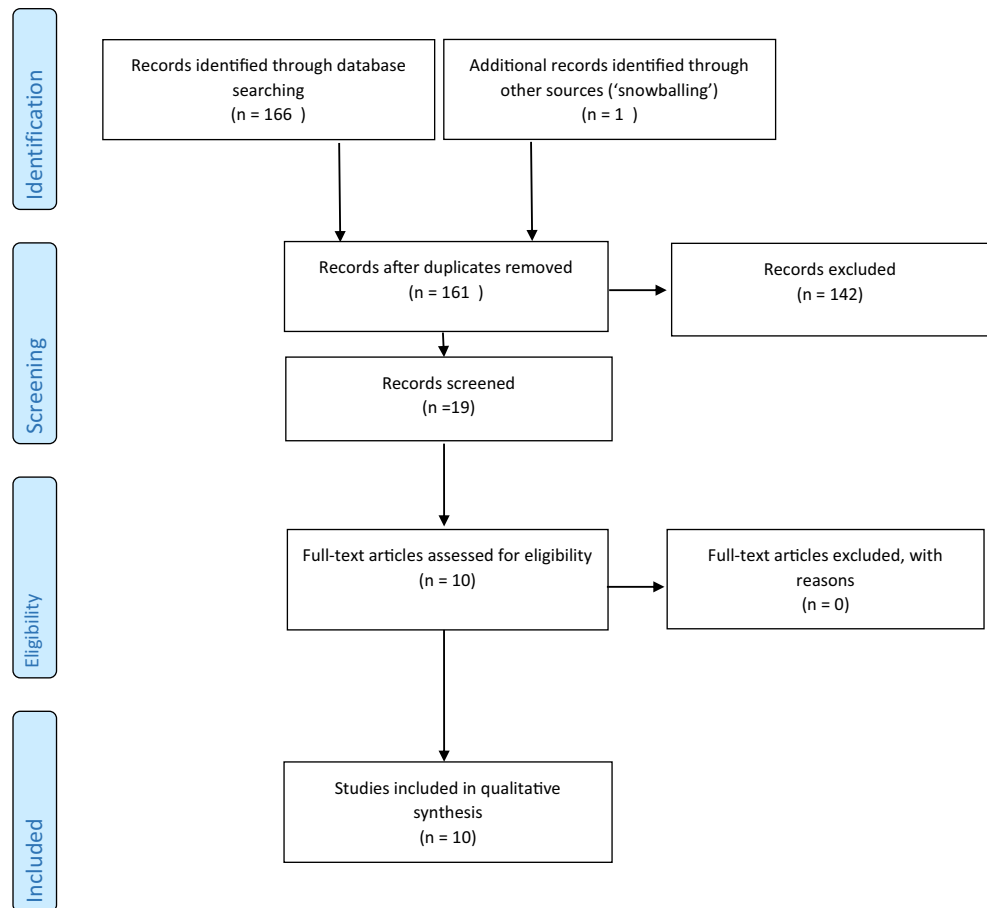 Identification
Records identified through database
searching
(n = 166  )
Additional records identified through
other sources (‘snowballing’)
(n = 1  )
Screening
Records after duplicates removed
(n = 161  )
Records excluded
(n = 142)
Records screened
(n =19)
Eligibility
Full-text articles assessed for eligibility
(n = 10)
Full-text articles excluded, with
reasons
(n = 0)
Included
Studies included in qualitative
synthesis
(n = 10)